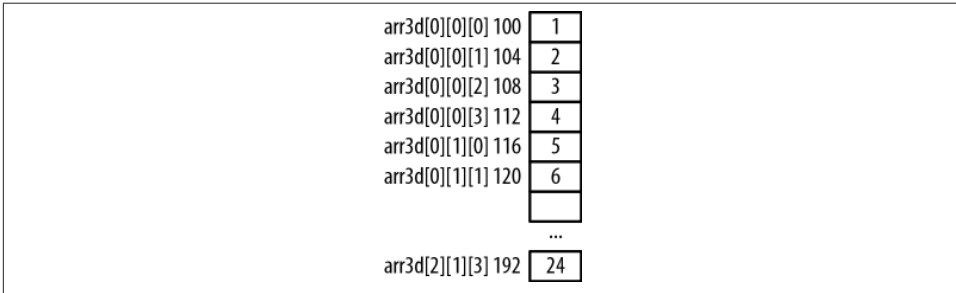 arr3d[0][0][0] 100 1
arr3d[0][0][1] 104 2
arr3d[0][0][2] 108 3
arr3d[0][0][3] 112 4
arr3d[0][1][0] 116 5
arr3d[0][1][1] 120 6
...
arr3d[2][1][3] 192 24